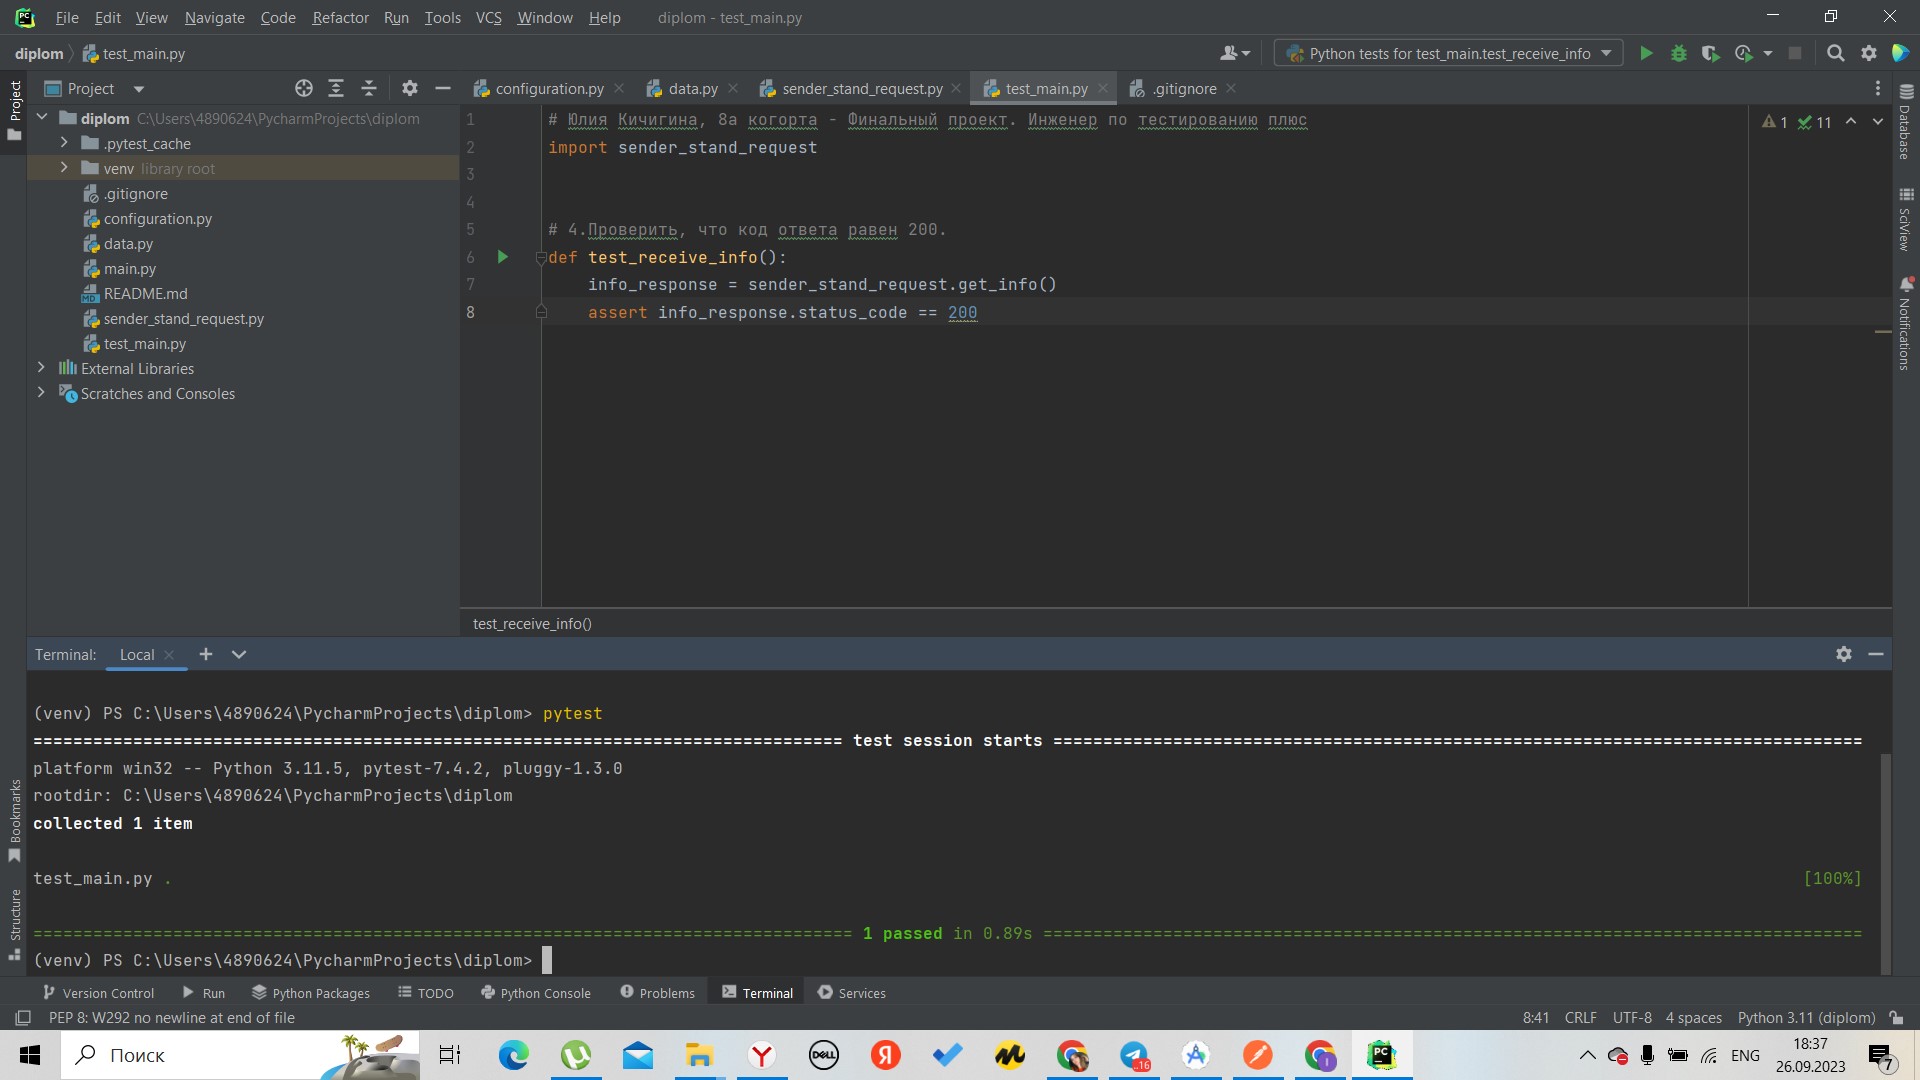 File Edit View Navigate Code Refactor Run Tools VCS Window Help diplom - test_main.py
diplom test_main.py Python tests for test_main.test_receive_info
Project
configuration.py data.py sender_stand_request.py test_main.py .gitignore
diplom C:\Users\4890624\PycharmProjects\diplom
.pytest_cache
venv library root
.gitignore
configuration.py
data.py
main.py
README.md
sender_stand_request.py
test_main.py
External Libraries
Scratches and Consoles
1 # Юлия Кичигина, 8а когорта - Финальный проект. Инженер по тестированию плюс
2 import sender_stand_request
3
4
5 # 4.Проверить, что код ответа равен 200.
6 def test_receive_info():
7 info_response = sender_stand_request.get_info()
8 assert info_response.status_code == 200
1 11
test_receive_info()
Project
Bookmarks
Structure
Database
SciView
Notifications
Terminal: Local
(venv) PS C:\Users\4890624\PycharmProjects\diplom> pytest
================================================================================= test session starts =================================================================================
platform win32 -- Python 3.11.5, pytest-7.4.2, pluggy-1.3.0
rootdir: C:\Users\4890624\PycharmProjects\diplom
collected 1 item
test_main.py . [100%]
================================================================================== 1 passed in 0.89s ==================================================================================
(venv) PS C:\Users\4890624\PycharmProjects\diplom>
Version Control Run Python Packages TODO Python Console Problems Terminal Services
PEP 8: W292 no newline at end of file 8:41 CRLF UTF-8 4 spaces Python 3.11 (diplom)
Поиск
DELL
Я
16
PC
ENG
18:37
26.09.2023
7